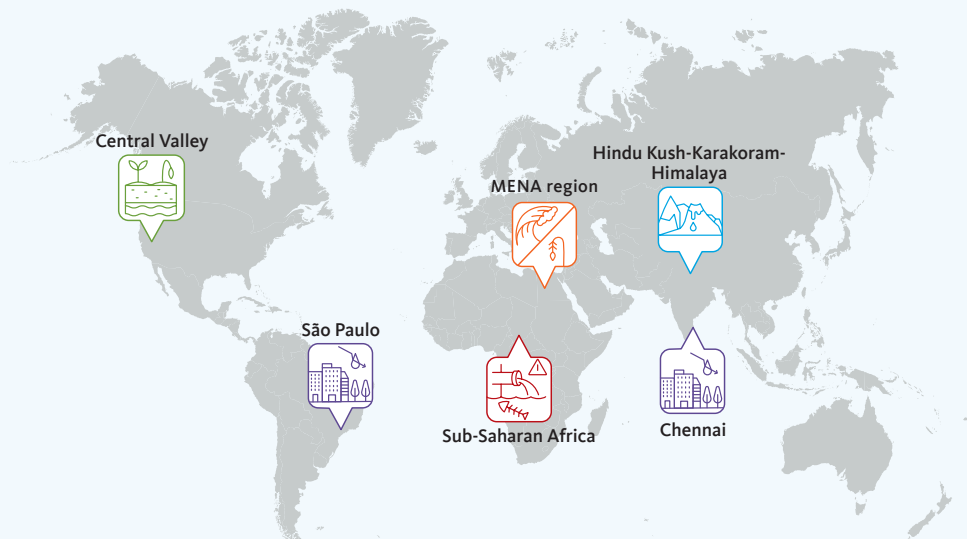 Central Valley
Hindu Kush-Karakoram-
Himalaya
MENA region
São Paulo
Sub-Saharan Africa
Chennai